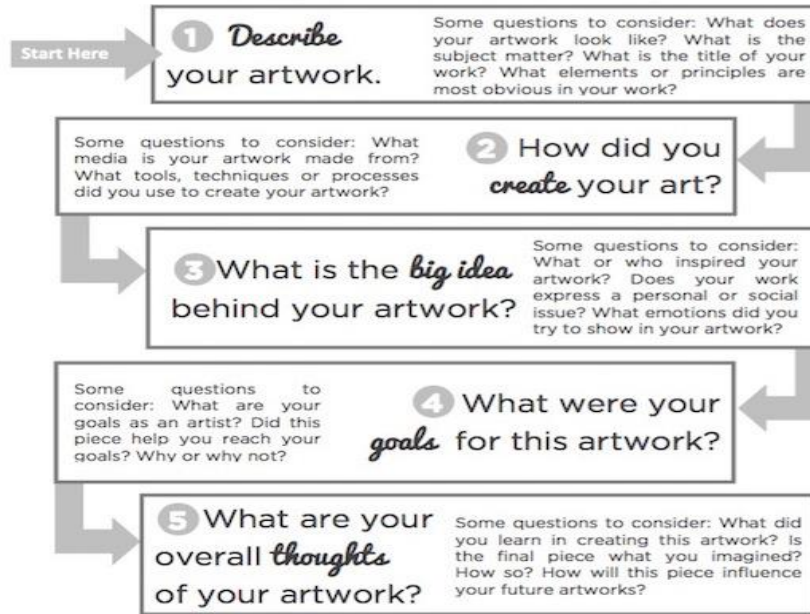 Start Here
1 Describe
your artwork.
Some questions to consider: What does
your artwork look like? What is the
subject matter? What is the title of your
work? What elements or principles are
most obvious in your work?
Some questions to consider: What
media is your artwork made from?
What tools, techniques or processes
did you use to create your artwork?
2 How did you
create your art?
3 What is the big idea
behind your artwork?
Some questions to consider:
What or who inspired your
artwork? Does your work
express a personal or social
issue? What emotions did you
try to show in your artwork?
Some questions to
consider: What are your
goals as an artist? Did this
piece help you reach your
goals? Why or why not?
4 What were your
goals for this artwork?
5 What are your
overall thoughts
of your artwork?
Some questions to consider: What did
you learn in creating this artwork? Is
the final piece what you imagined?
How so? How will this piece influence
your future artworks?